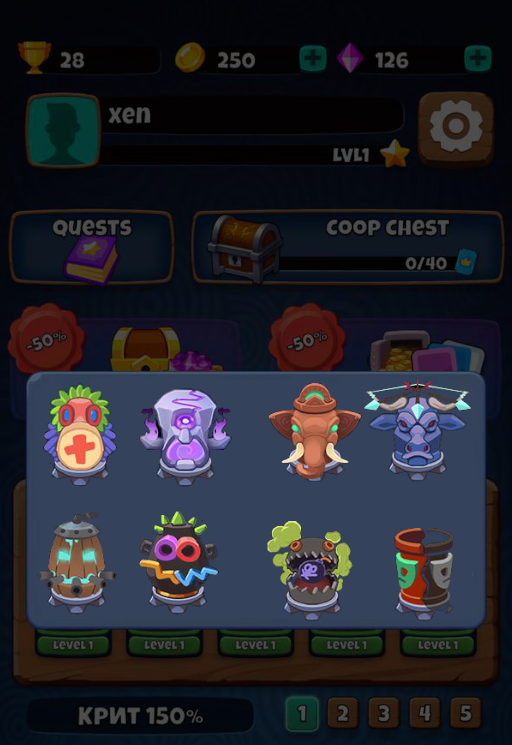 28
250
126
xen
LVL1
QUESTS
COOP CHEST
0/40
-50%
-50%
LEVEL 1
LEVEL 1
LEVEL 1
LEVEL 1
LEVEL 1
КРИТ 150%
1
2
3
4
5